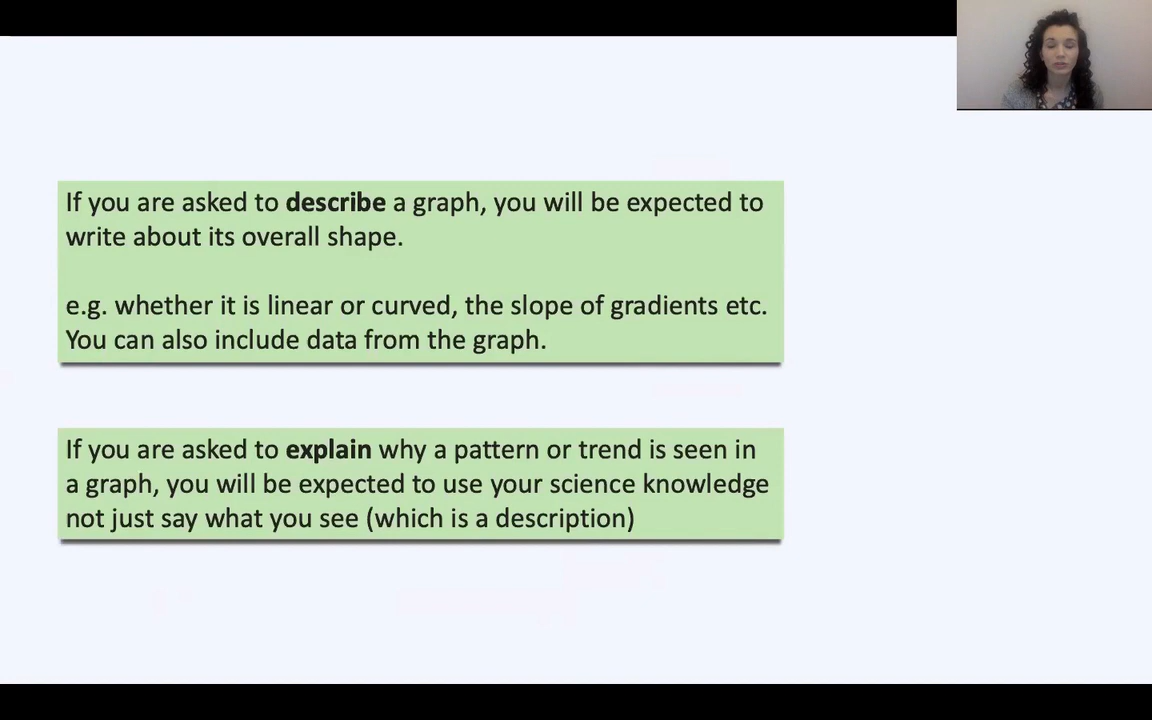 If you are asked to describe a graph, you will be expected to
write about its overall shape.
e.g. whether it is linear or curved, the slope of gradients etc.
You can also include data from the graph.
If you are asked to explain why a pattern or trend is seen in
a graph, you will be expected to use your science knowledge
not just say what you see (which is a description)